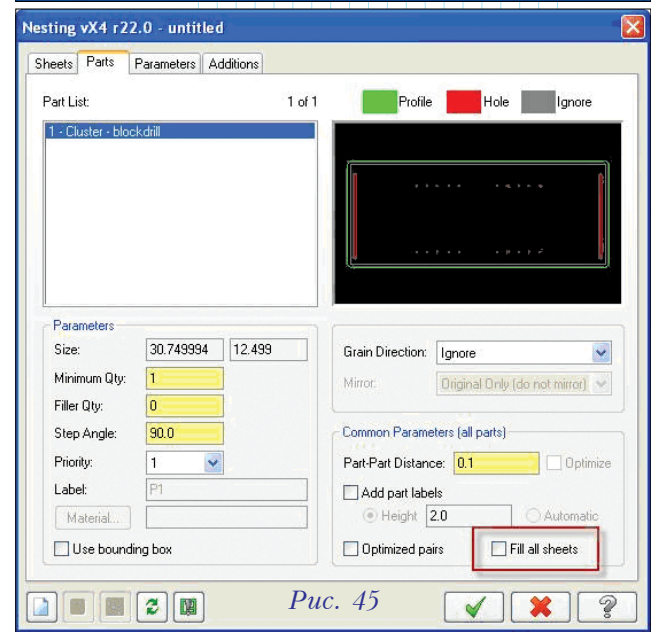 Nesting vX4 r22.0 - untitled
Sheets Parts Parameters Additions
Part List: 1 of 1 Profile Hole Ignore
1 - Cluster - blockdrill
Parameters
Size: 30.749994 12.499
Minimum Qty: 1
Filler Qty: 0
Step Angle: 90.0
Priority: 1
Label: P1
Material...
Use bounding box
Grain Direction: Ignore
Mirror: Original Only (do not mirror)
Common Parameters (all parts)
Part-Part Distance: 0.1 Optimize
Add part labels
Height 2.0 Automatic
Optimized pairs Fill all sheets
Рис. 45